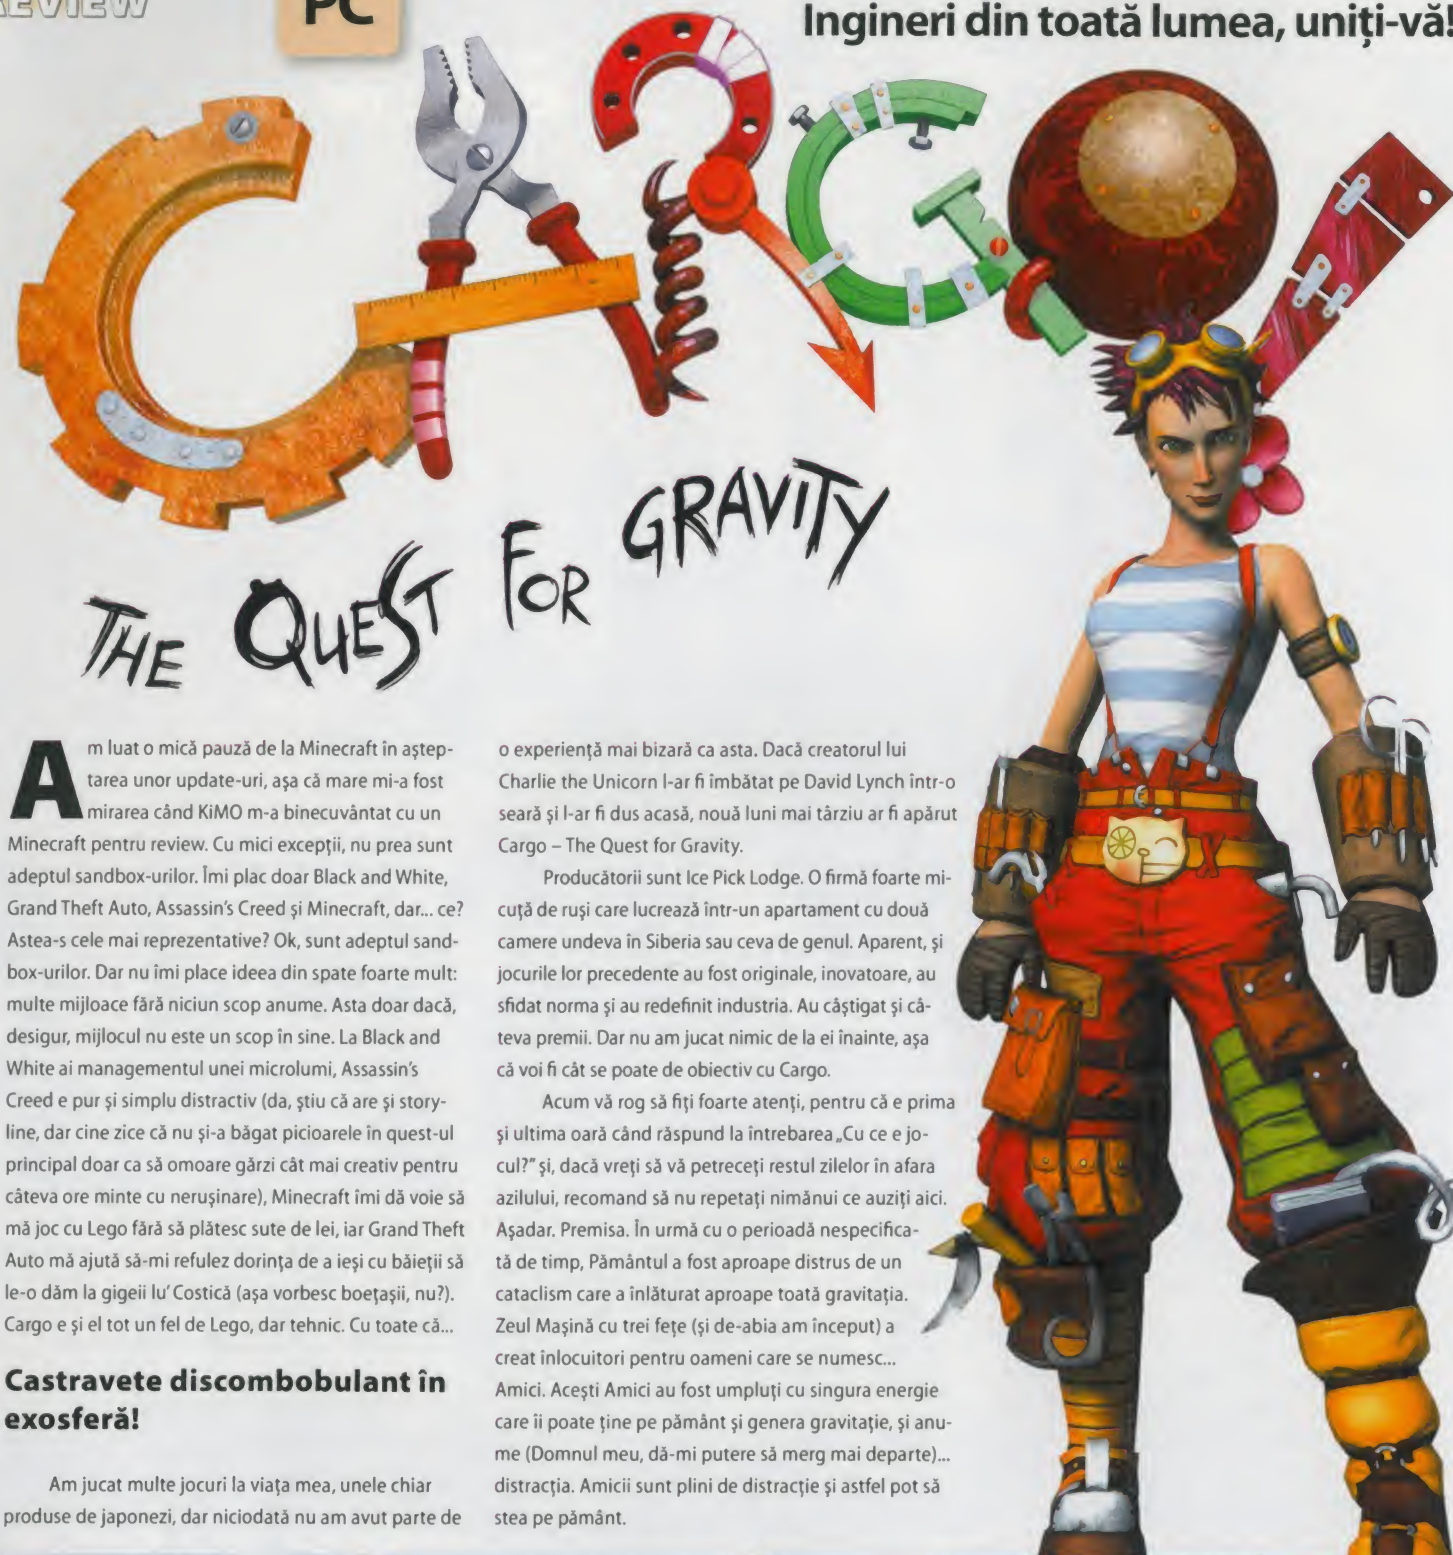 REVIEW
PC
Ingineri din toată lumea, uniți-vă!
CARGO!
THE QUEST FOR GRAVITY
Am luat o mică pauză de la Minecraft în aștep-
tarea unor update-uri, așa că mare mi-a fost
mirarea când KiMO m-a binecuvântat cu un
Minecraft pentru review. Cu mici excepții, nu prea sunt
adeptul sandbox-urilor. Îmi plac doar Black and White,
Grand Theft Auto, Assassin's Creed și Minecraft, dar... ce?
Astea-s cele mai reprezentative? Ok, sunt adeptul sand-
box-urilor. Dar nu îmi place ideea din spate foarte mult:
multe mijloace fără niciun scop anume. Asta doar dacă,
desigur, mijlocul nu este un scop în sine. La Black and
White ai managementul unei microlumi, Assassin's
Creed e pur și simplu distractiv (da, știu că are și story-
line, dar cine zice că nu și-a băgat picioarele în quest-ul
principal doar ca să omoare gărzi cât mai creativ pentru
câteva ore minte cu nerușinare), Minecraft îmi dă voie să
mă joc cu Lego fără să plătesc sute de lei, iar Grand Theft
Auto mă ajută să-mi refulez dorința de a ieși cu băieții să
le-o dăm la gigeii lu' Costică (așa vorbesc boetașii, nu?).
Cargo e și el tot un fel de Lego, dar tehnic. Cu toate că...
Castravete discombobulant în
exosferă!
Am jucat multe jocuri la viața mea, unele chiar
produse de japonezi, dar niciodată nu am avut parte de
o experiență mai bizară ca asta. Dacă creatorul lui
Charlie the Unicorn l-ar fi îmbătat pe David Lynch într-o
seară și l-ar fi dus acasă, nouă luni mai târziu ar fi apărut
Cargo – The Quest for Gravity.
Producătorii sunt Ice Pick Lodge. O firmă foarte mi-
cuță de ruși care lucrează într-un apartament cu două
camere undeva în Siberia sau ceva de genul. Aparent, și
jocurile lor precedente au fost originale, inovatoare, au
sfidat norma și au redefinit industria. Au câștigat și câ-
teva premii. Dar nu am jucat nimic de la ei înainte, așa
că voi fi cât se poate de obiectiv cu Cargo.
Acum vă rog să fiți foarte atenți, pentru că e prima
și ultima oară când răspund la întrebarea „Cu ce e jo-
cul?” și, dacă vreți să vă petreceți restul zilelor în afara
azilului, recomand să nu repetați nimănui ce auziți aici.
Așadar. Premisa. În urmă cu o perioadă nespecifica-
tă de timp, Pământul a fost aproape distrus de un
cataclism care a înlăturat aproape toată gravitația.
Zeul Mașină cu trei fețe (și de-abia am început) a
creat înlocuitori pentru oameni care se numesc...
Amici. Acești Amici au fost umpluți cu singura energie
care îi poate ține pe pământ și genera gravitație, și anu-
me (Domnul meu, dă-mi putere să merg mai departe)...
distracția. Amicii sunt plini de distracție și astfel pot să
stea pe pământ.